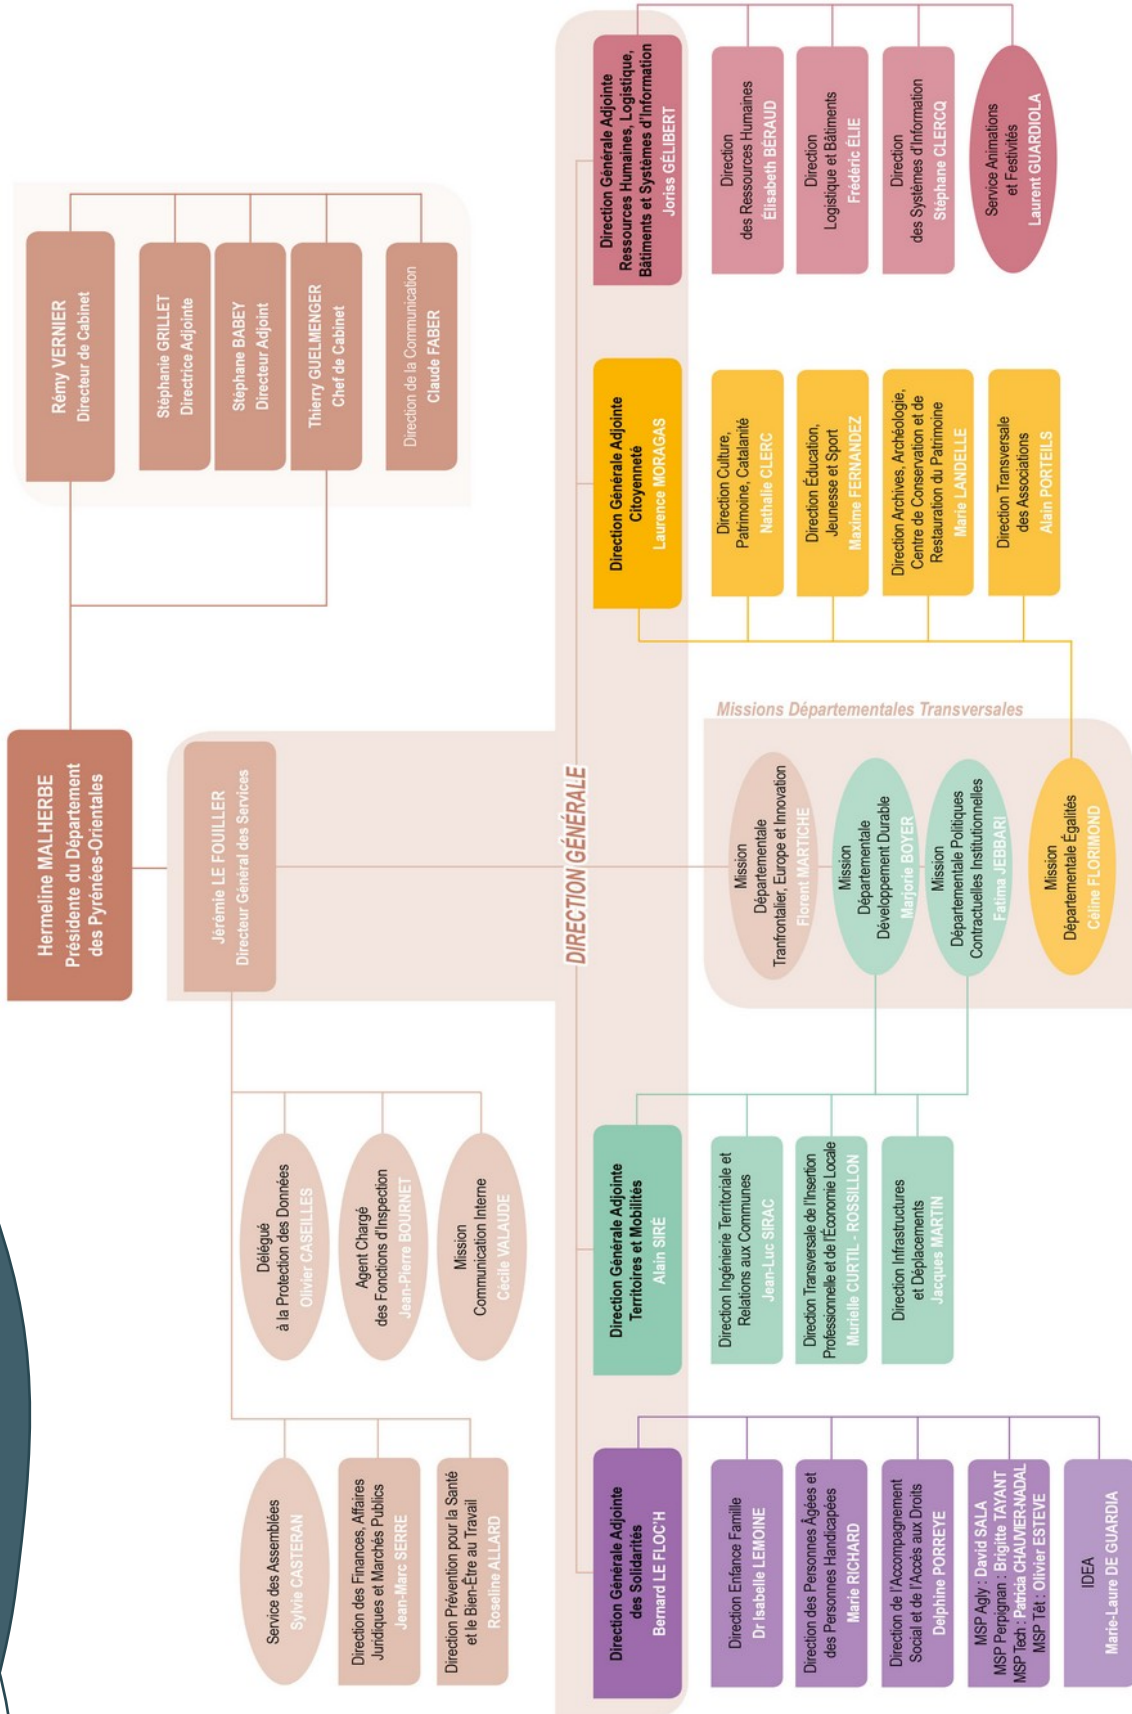 Hermeline MALHERBE
Présidente du Département
des Pyrénées-Orientales
Rémy VERNIER
Directeur de Cabinet
Stéphanie GRILLET
Directrice Adjointe
Stéphane BABEY
Directeur Adjoint
Thierry GUELMENGER
Chef de Cabinet
Direction de la Communication
Claude FABER
Jérémie LE FOUILLER
Directeur Général des Services
Service des Assemblées
Sylvie CASTERAN
Direction des Finances, Affaires
Juridiques et Marchés Publics
Jean-Marc SERRE
Direction Prévention pour la Santé
et le Bien-Être au Travail
Roseline ALLARD
Délégué
à la Protection des Données
Olivier CASEILLES
Agent Chargé
des Fonctions d'Inspection
Jean-Pierre BOURNET
Mission
Communication Interne
Cécile VALAUDE
DIRECTION GÉNÉRALE
Direction Générale Adjointe
des Solidarités
Bernard LE FLOC'H
Direction Enfance Famille
Dr Isabelle LEMOINE
Direction des Personnes Âgées et
des Personnes Handicapées
Marie RICHARD
Direction de l'Accompagnement
Social et de l'Accès aux Droits
Delphine PORREYE
MSP Agly : David SALA
MSP Perpignan : Brigitte TAYANT
MSP Tech : Patricia CHAUVIER-NADAL
MSP Têt : Olivier ESTEVE
IDEA
Marie-Laure DE GUARDIA
Direction Générale Adjointe
Territoires et Mobilités
Alain SIRÉ
Direction Ingénierie Territoriale et
Relations aux Communes
Jean-Luc SIRAC
Direction Transversale de l'Insertion
Professionnelle et de l'Économie Locale
Murielle CURTIL - ROSSILLON
Direction Infrastructures
et Déplacements
Jacques MARTIN
Missions Départementales Transversales
Mission
Départementale
Tranfrontalier, Europe et Innovation
Florent MARTICHE
Mission
Départementale
Développement Durable
Marjorie BOYER
Mission
Départementale Politiques
Contractuelles Institutionnelles
Fatima JEBBARI
Mission
Départementale Égalités
Céline FLORIMOND
Direction Générale Adjointe
Citoyenneté
Laurence MORAGAS
Direction Culture,
Patrimoine, Catalanité
Nathalie CLERC
Direction Éducation,
Jeunesse et Sport
Maxime FERNANDEZ
Direction Archives, Archéologie,
Centre de Conservation et de
Restauration du Patrimoine
Marie LANDELLE
Direction Transversale
des Associations
Alain PORTEILS
Direction Générale Adjointe
Ressources Humaines, Logistique,
Bâtiments et Systèmes d'Information
Joriss GÉLIBERT
Direction
des Ressources Humaines
Élisabeth BÉRAUD
Direction
Logistique et Bâtiments
Frédéric ÉLIE
Direction
des Systèmes d'Information
Stéphane CLERCQ
Service Animations
et Festivités
Laurent GUARDIOLA